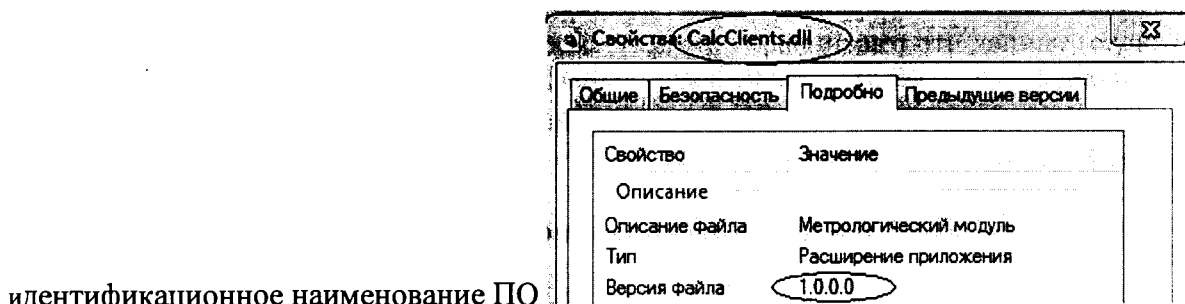 Свойства: CalcClients.dll
Общие Безопасность Подробно Предыдущие версии
Свойство Значение
Описание
Описание файла Метрологический модуль
Тип Расширение приложения
идентификационное наименование ПО Версия файла 1.0.0.0